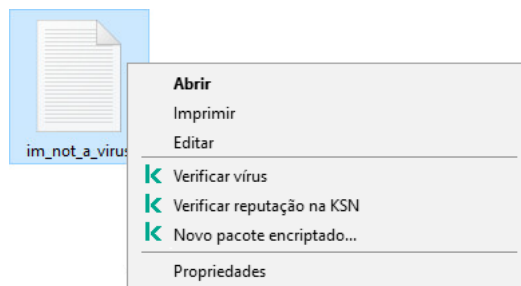 im_not_a_virus
Abrir
Imprimir
Editar
Verificar vírus
Verificar reputação na KSN
Novo pacote encriptado...
Propriedades